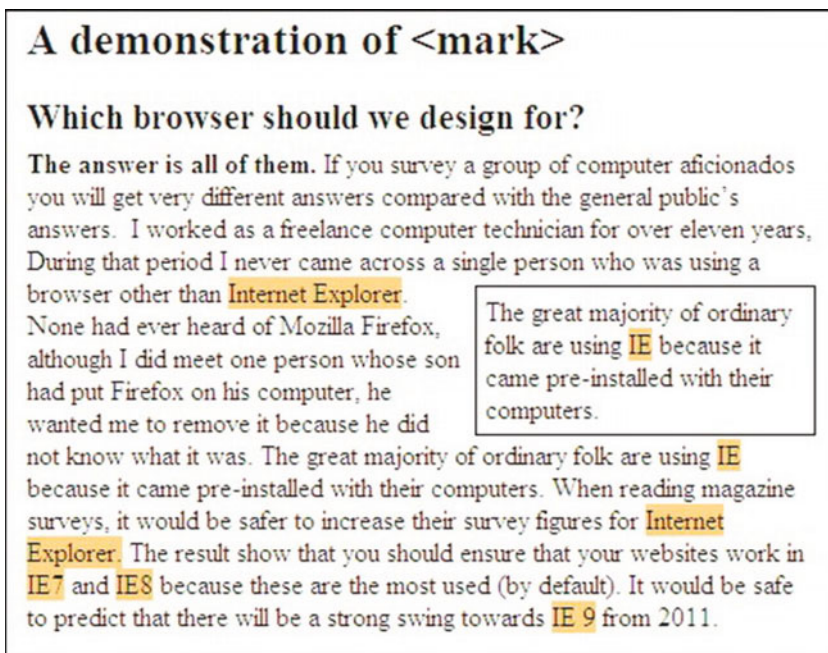 A demonstration of <mark>
Which browser should we design for?
The answer is all of them. If you survey a group of computer aficionados
you will get very different answers compared with the general public's
answers.  I worked as a freelance computer technician for over eleven years,
During that period I never came across a single person who was using a
browser other than Internet Explorer.
None had ever heard of Mozilla Firefox,
although I did meet one person whose son
had put Firefox on his computer, he
wanted me to remove it because he did
The great majority of ordinary
folk are using IE because it
came pre-installed with their
computers.
not know what it was. The great majority of ordinary folk are using IE
because it came pre-installed with their computers. When reading magazine
surveys, it would be safer to increase their survey figures for Internet
Explorer. The result show that you should ensure that your websites work in
IE7 and IE8 because these are the most used (by default). It would be safe
to predict that there will be a strong swing towards IE 9 from 2011.